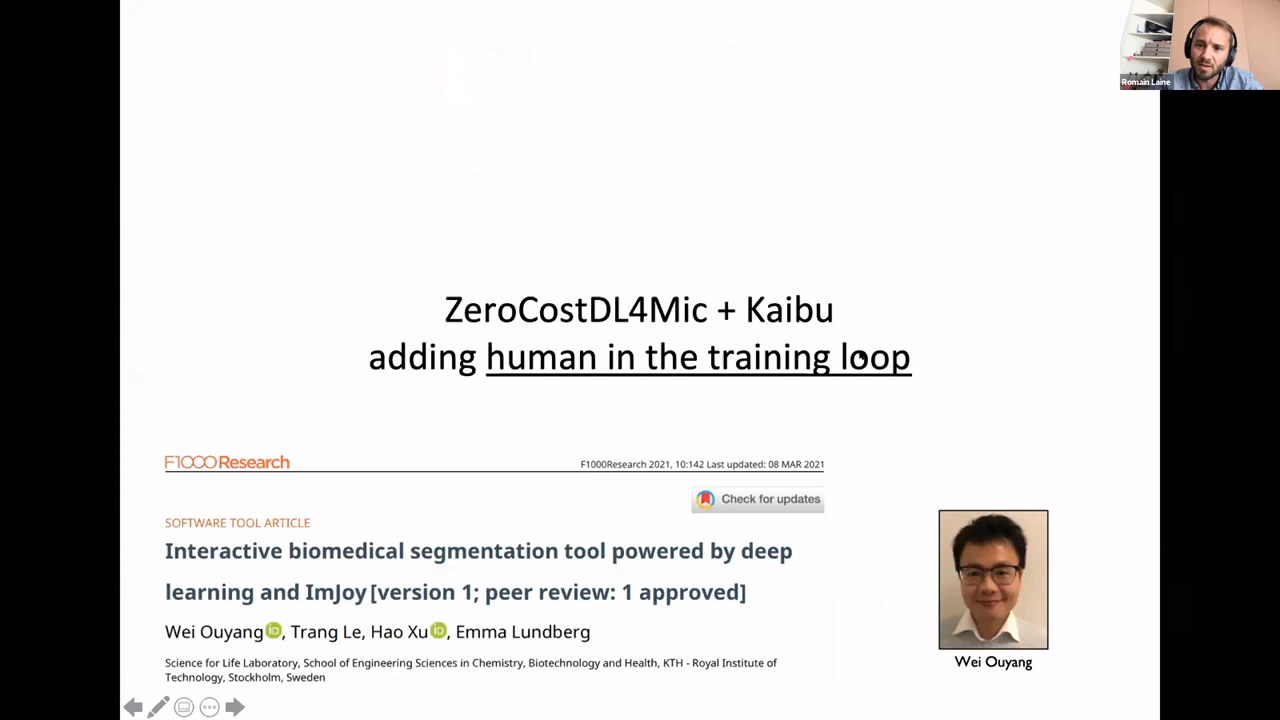 Romain Laine
ZeroCostDL4Mic + Kaibu
adding human in the training loop
F1000Research
F1000Research 2021, 10:142 Last updated: 08 MAR 2021
Check for updates
SOFTWARE TOOL ARTICLE
Interactive biomedical segmentation tool powered by deep
learning and ImJoy [version 1; peer review: 1 approved]
Wei Ouyang iD, Trang Le, Hao Xu iD, Emma Lundberg
Science for Life Laboratory, School of Engineering Sciences in Chemistry, Biotechnology and Health, KTH - Royal Institute of
Technology, Stockholm, Sweden
Wei Ouyang